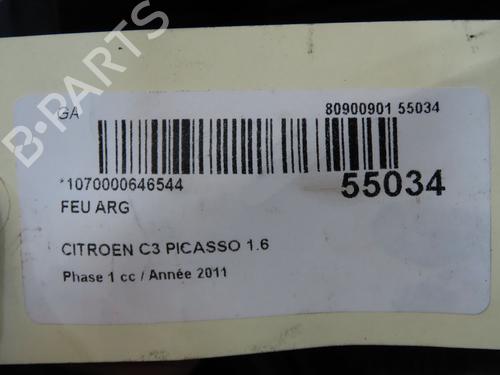 GA
80900901 55034
B-PARTS
*1070000646544
55034
FEU ARG
CITROEN C3 PICASSO 1.6
Phase 1 cc / Année 2011